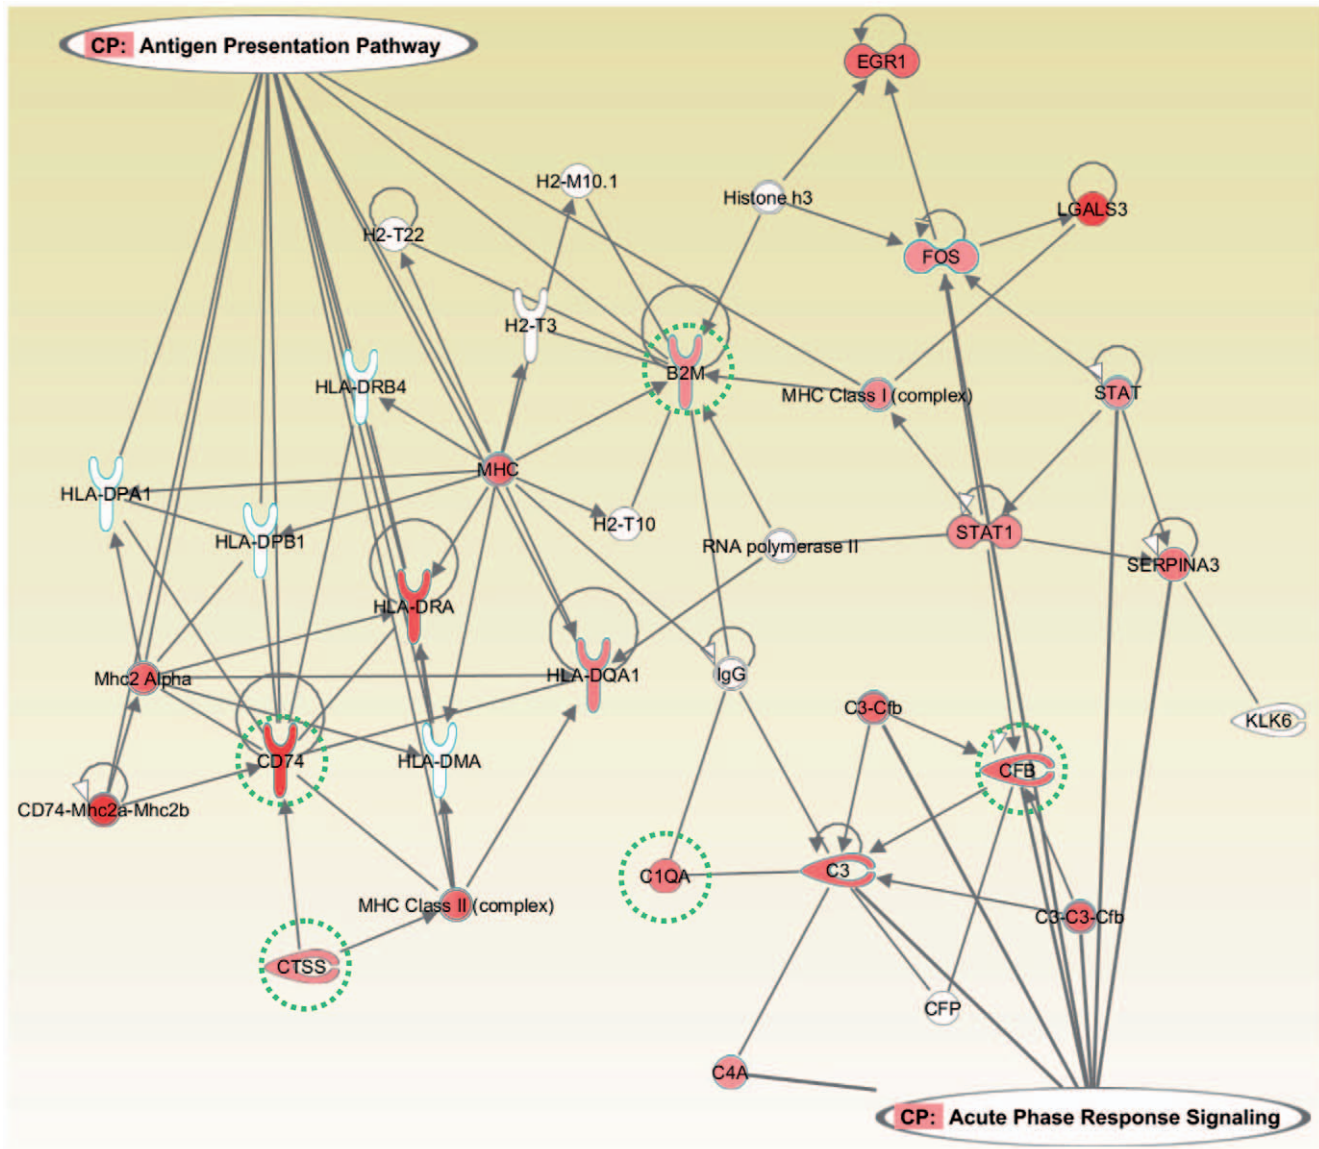 CP: Antigen Presentation Pathway
EGR1
H2-M10.1
Histone h3
LGALS3
H2-T22
FOS
H2-T3
B2M
HLA-DRB4
MHC Class I (complex)
STAT
MHC
HLA-DPA1
H2-T10
HLA-DPB1
RNA polymerase II
STAT1
SERPINA3
HLA-DRA
Mhc2 Alpha
HLA-DQA1
IgG
C3-Cfb
KLK6
CD74
HLA-DMA
CFB
CD74-Mhc2a-Mhc2b
C1QA
C3
MHC Class II (complex)
C3-C3-Cfb
CTSS
CFP
C4A
CP: Acute Phase Response Signaling